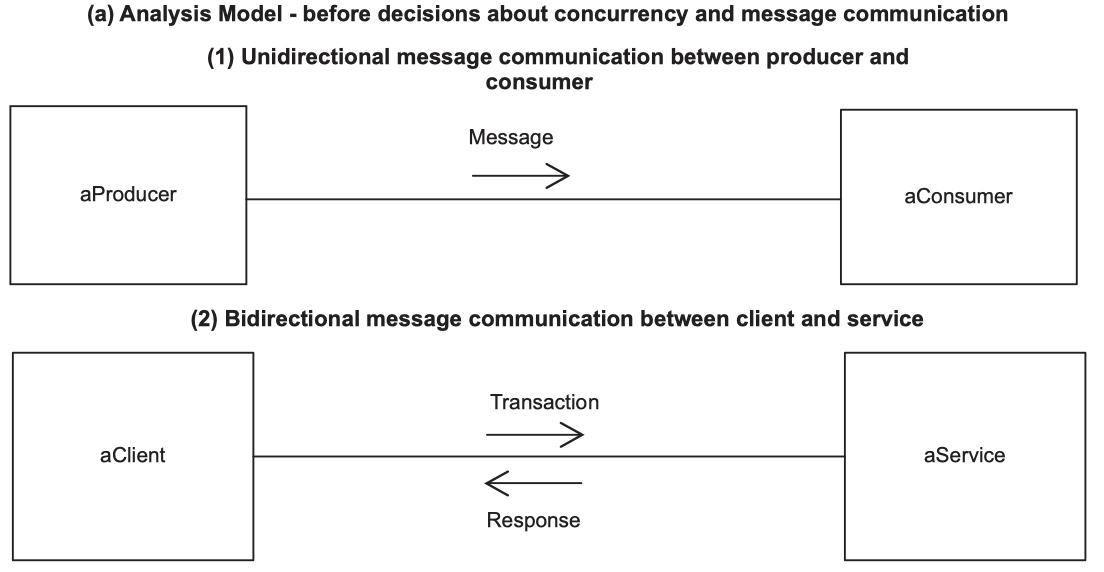 (a) Analysis Model - before decisions about concurrency and message communication
(1) Unidirectional message communication between producer and
consumer
Message
aProducer
aConsumer
(2) Bidirectional message communication between client and service
Transaction
aClient
aService
Response